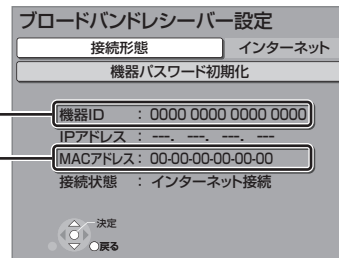 ブロードバンドレシーバー設定
接続形態 インターネット
機器パスワード初期化
機器ID : 0000 0000 0000 0000
IPアドレス : ---. ---. ---. ---
MACアドレス : 00-00-00-00-00-00
接続状態 : インターネット接続
決定
戻る